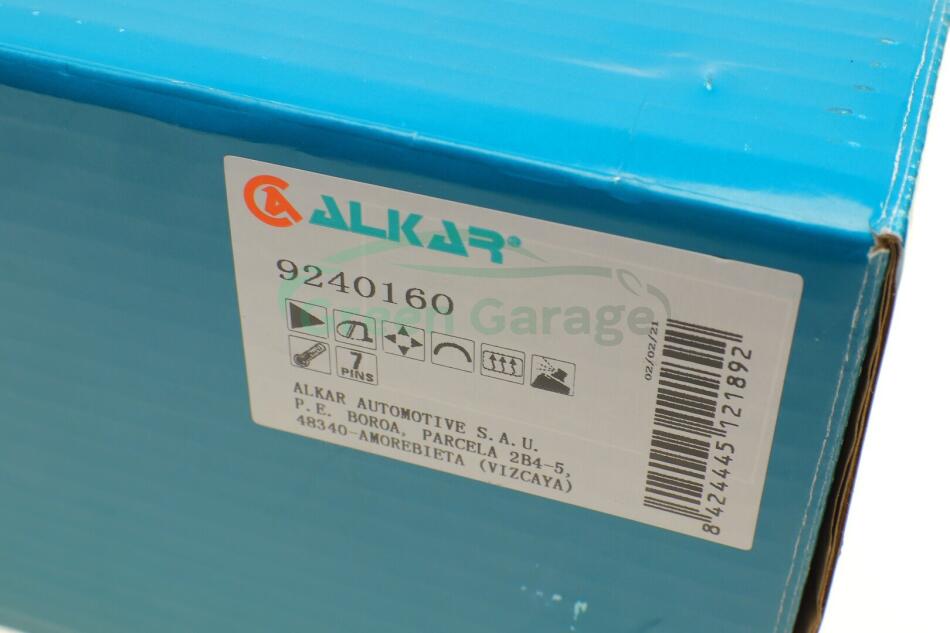 ALKAR®
9240160
Green Garage
7
PINS
02/02/21
ALKAR AUTOMOTIVE S.A.U.
P.E. BOROA, PARCELA 2B4-5,
48340-AMOREBIETA (VIZCAYA)
8424445121892